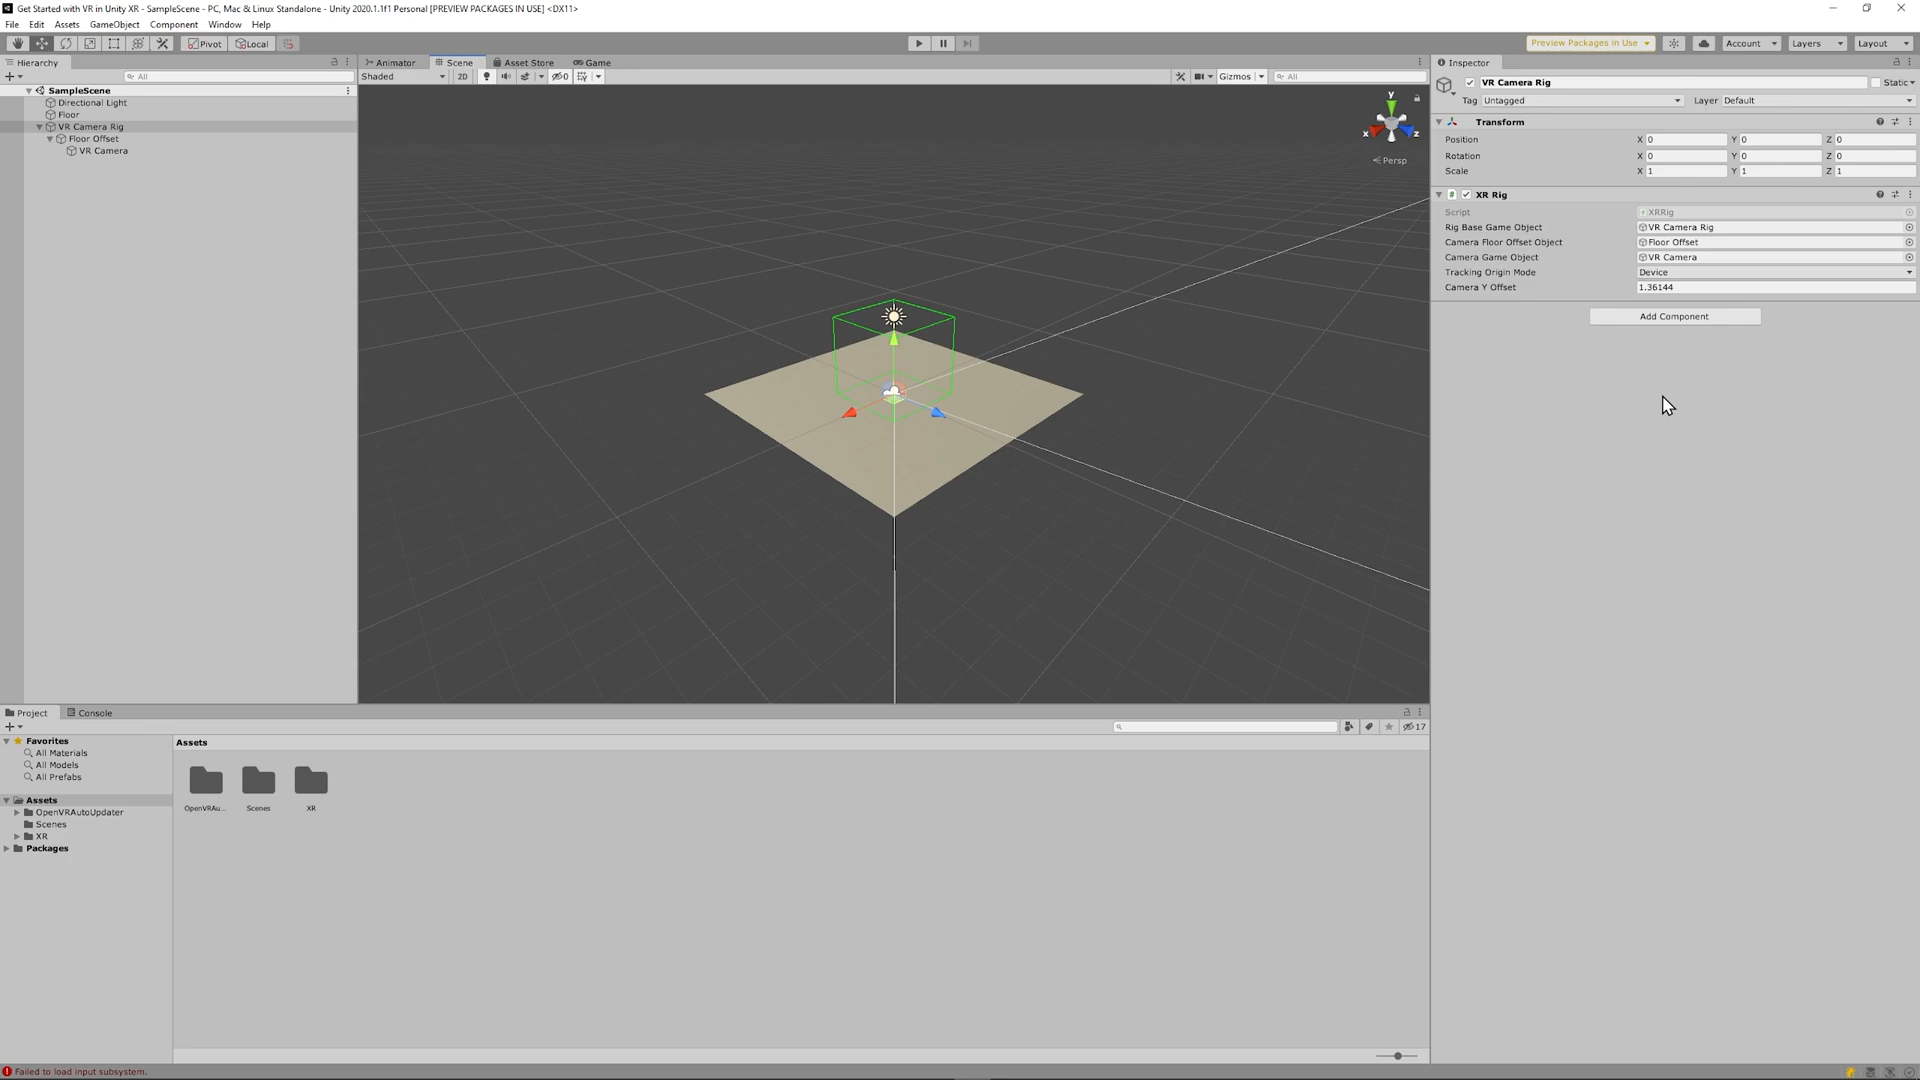 Get Started with VR in Unity XR - SampleScene - PC, Mac & Linux Standalone - Unity 2020.1.1f1 Personal [PREVIEW PACKAGES IN USE] <DX11>
File Edit Assets GameObject Component Window Help
Pivot Local Preview Packages in Use Account Layers Layout
Hierarchy
All
SampleScene
Directional Light
Floor
VR Camera Rig
Floor Offset
VR Camera
Animator Scene Asset Store Game
Shaded 2D 0 Gizmos All
y
x z
Persp
Inspector
VR Camera Rig Static
Tag Untagged Layer Default
Transform
Position X 0 Y 0 Z 0
Rotation X 0 Y 0 Z 0
Scale X 1 Y 1 Z 1
# XR Rig
Script XRRig
Rig Base Game Object VR Camera Rig
Camera Floor Offset Object Floor Offset
Camera Game Object VR Camera
Tracking Origin Mode Device
Camera Y Offset 1.36144
Add Component
Project Console
17
Favorites
All Materials
All Models
All Prefabs
Assets
OpenVRAutoUpdater
Scenes
XR
Packages
Assets
OpenVRAu... Scenes XR
Failed to load input subsystem.